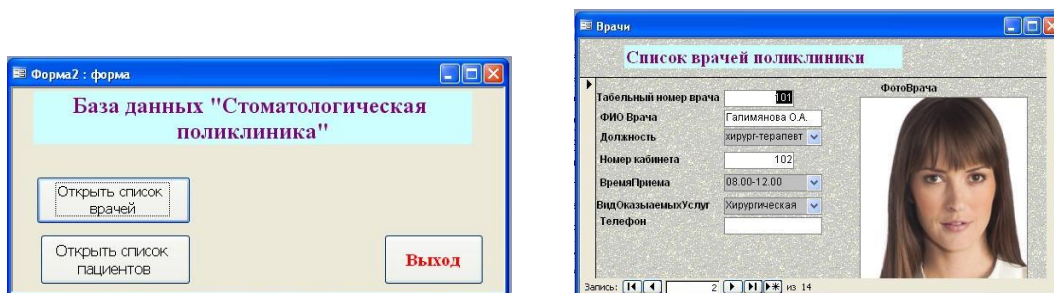 Форма2 : форма
База данных "Стоматологическая
поликлиника"
Открыть список
врачей
Открыть список
пациентов
Выход
Врачи
Список врачей поликлиники
Табельный номер врача 101
ФИО Врача Галимянова О.А.
Должность хирург-терапевт
Номер кабинета 102
ВремяПриема 08.00-12.00
ВидОказыаемыхУслуг Хирургическая
Телефон
ФотоВрача
Запись: 2 из 14